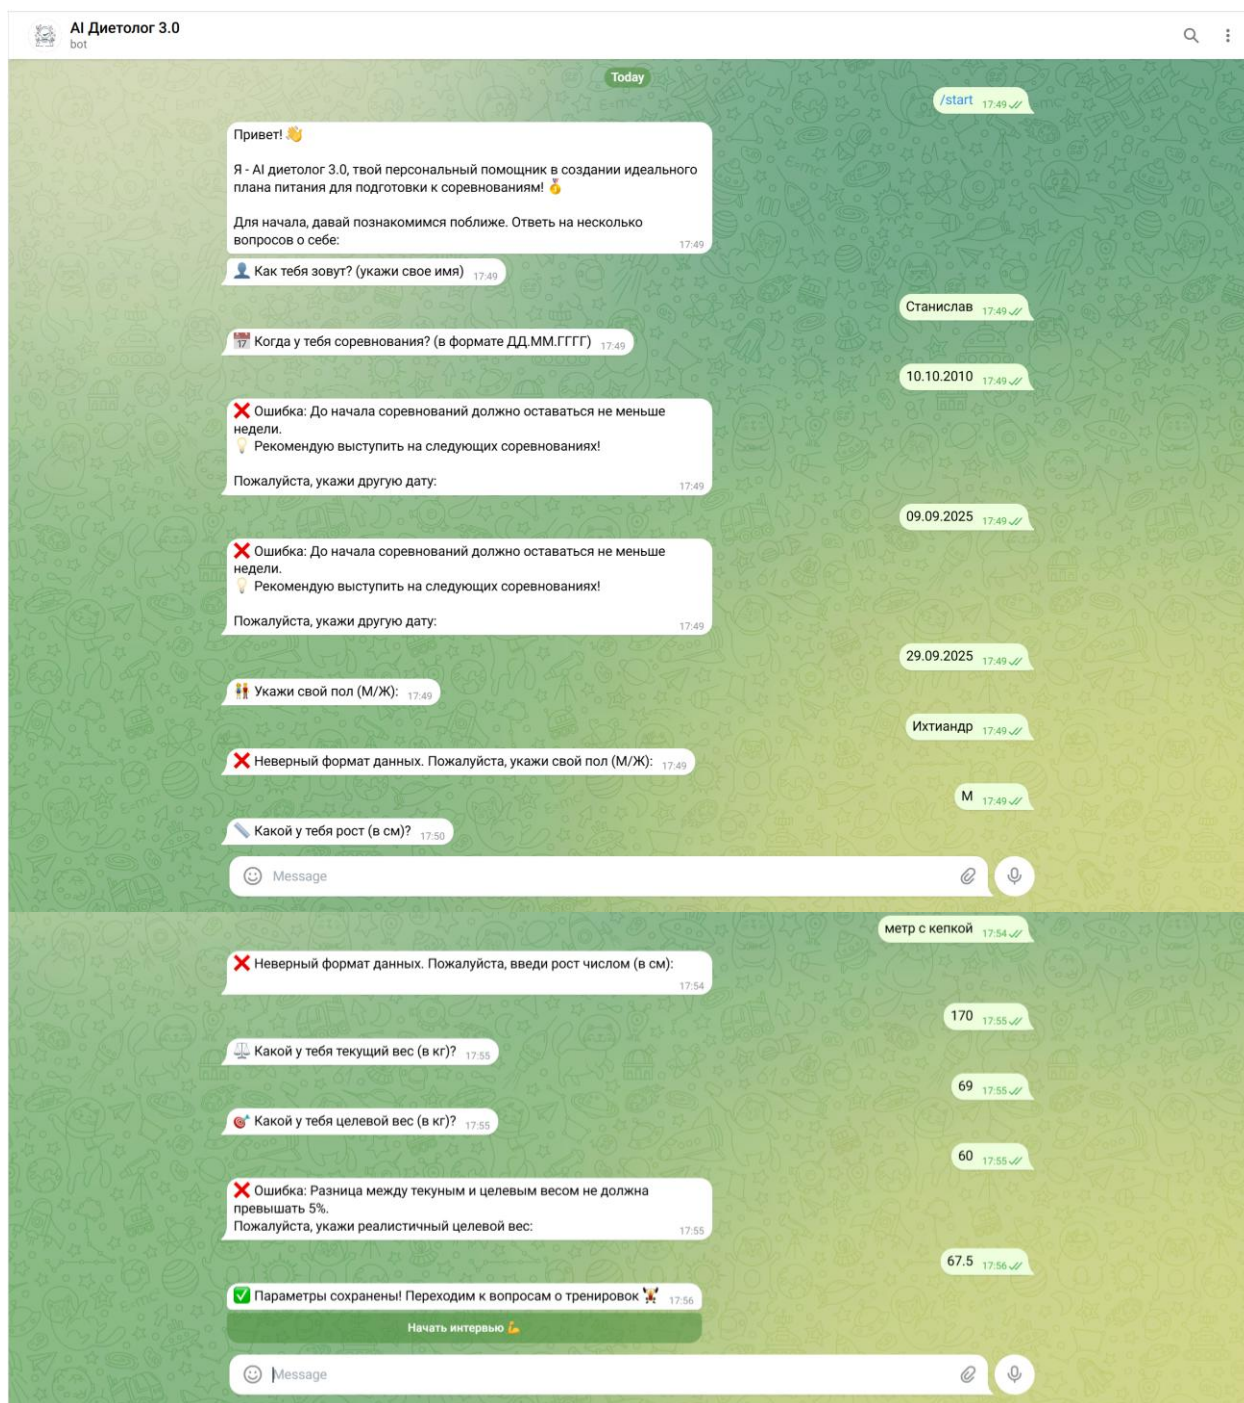 AI Диетолог 3.0
bot
Today
/start 17:49
Привет! 👋
Я - AI диетолог 3.0, твой персональный помощник в создании идеального
плана питания для подготовки к соревнованиям! 🥇
Для начала, давай познакомимся поближе. Ответь на несколько
вопросов о себе: 17:49
👤 Как тебя зовут? (укажи свое имя) 17:49
Станислав 17:49
📅 Когда у тебя соревнования? (в формате ДД.ММ.ГГГГ) 17:49
10.10.2010 17:49
❌ Ошибка: До начала соревнований должно оставаться не меньше
недели.
💡 Рекомендую выступить на следующих соревнованиях!
Пожалуйста, укажи другую дату: 17:49
09.09.2025 17:49
❌ Ошибка: До начала соревнований должно оставаться не меньше
недели.
💡 Рекомендую выступить на следующих соревнованиях!
Пожалуйста, укажи другую дату: 17:49
29.09.2025 17:49
👫 Укажи свой пол (М/Ж): 17:49
Ихтиандр 17:49
❌ Неверный формат данных. Пожалуйста, укажи свой пол (М/Ж): 17:49
М 17:49
📏 Какой у тебя рост (в см)? 17:50
Message
метр с кепкой 17:54
❌ Неверный формат данных. Пожалуйста, введи рост числом (в см):
17:54
170 17:55
⚖️ Какой у тебя текущий вес (в кг)? 17:55
69 17:55
🎯 Какой у тебя целевой вес (в кг)? 17:55
60 17:55
❌ Ошибка: Разница между текуным и целевым весом не должна
превышать 5%.
Пожалуйста, укажи реалистичный целевой вес: 17:55
67.5 17:56
✅ Параметры сохранены! Переходим к вопросам о тренировок 🏋️ 17:56
Начать интервью 💪
Message